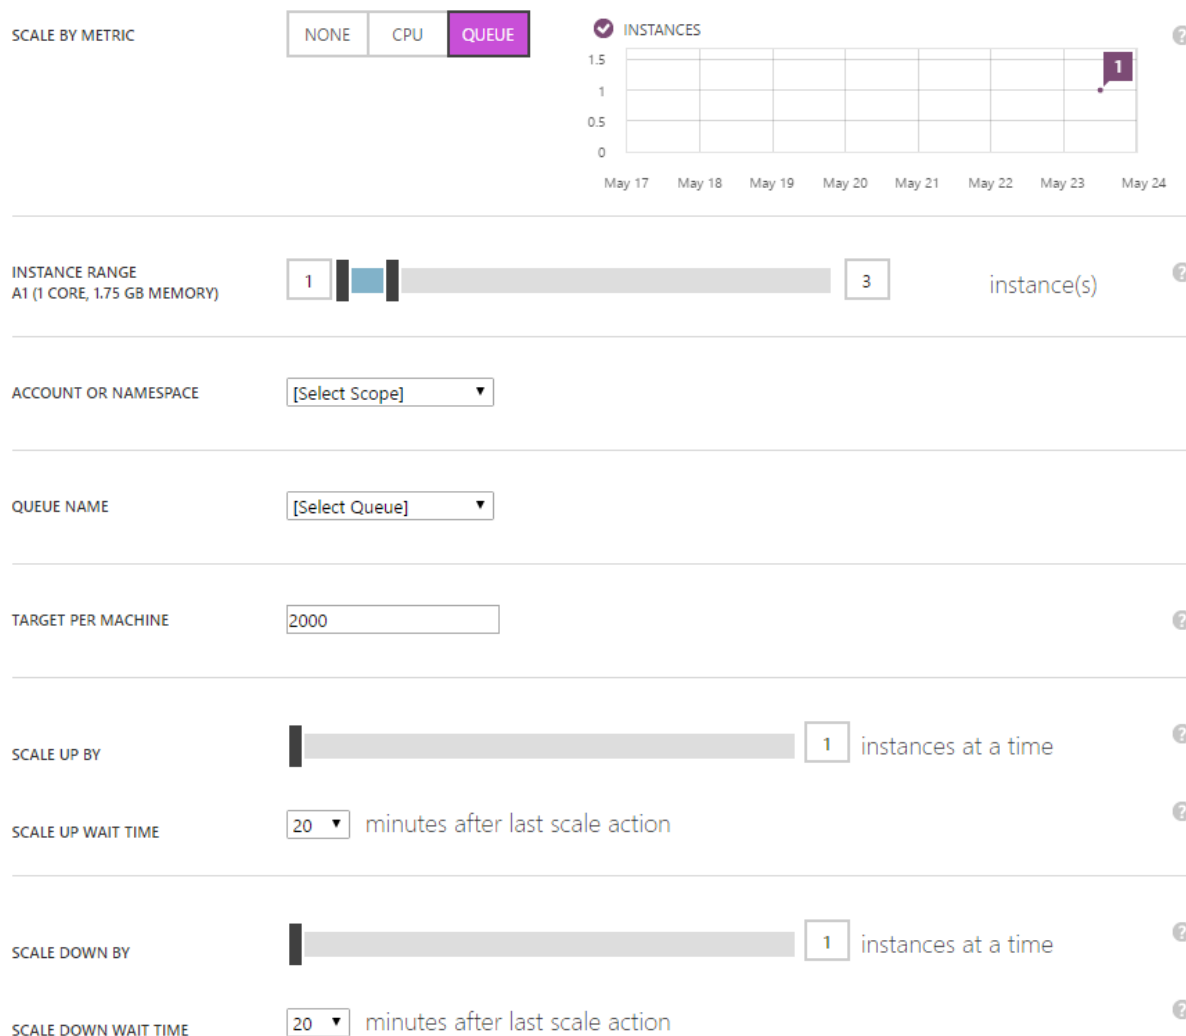 SCALE BY METRIC
NONE CPU QUEUE
INSTANCES
1.5
1
1
0.5
0
May 17 May 18 May 19 May 20 May 21 May 22 May 23 May 24
INSTANCE RANGE
A1 (1 CORE, 1.75 GB MEMORY)
1
3
instance(s)
ACCOUNT OR NAMESPACE
[Select Scope]
QUEUE NAME
[Select Queue]
TARGET PER MACHINE
2000
SCALE UP BY
1 instances at a time
SCALE UP WAIT TIME
20 minutes after last scale action
SCALE DOWN BY
1 instances at a time
SCALE DOWN WAIT TIME
20 minutes after last scale action